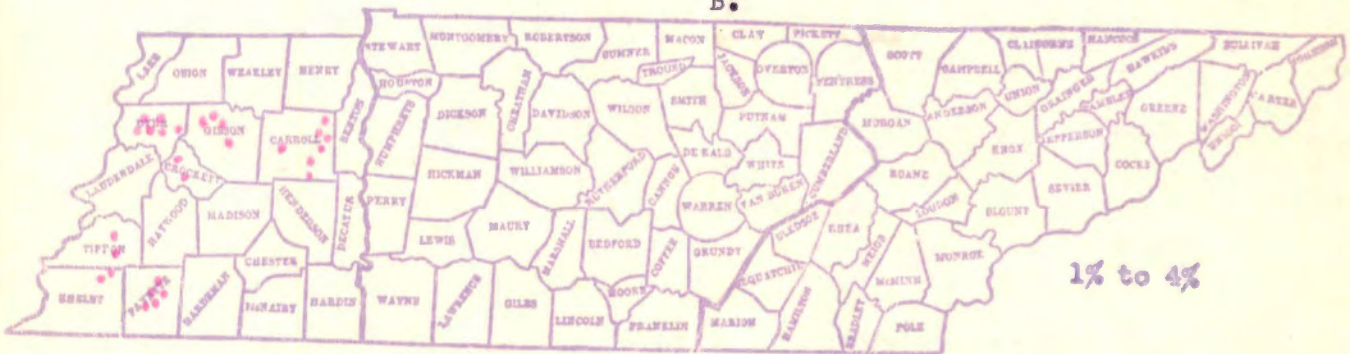 B.
STEWART MONTGOMERY ROBERTSON SUMNER MACON CLAY PICKETT SCOTT CAMPBELL CLAIBORNE HANCOCK HAWKINS SULLIVAN JOHNSON
LAKE OBION WEAKLEY HENRY HOUSTON CHEATHAM TROUSD JACKSON OVERTON FENTRESS UNION GRAINGER HAMBLEN GREENE WASHINGTON CARTER UNICOI
DYER GIBSON CARROLL BENTON HUMPHREYS DICKSON DAVIDSON WILSON SMITH PUTNAM MORGAN ANDERSON KNOX JEFFERSON COCKE
LAUDERDALE CROCKETT HICKMAN WILLIAMSON RUTHERFORD CANNON DE KALB WHITE CUMBERLAND ROANE LOUDON BLOUNT SEVIER
HAYWOOD MADISON HENDERSON DECATUR PERRY LEWIS MAURY MARSHALL BEDFORD COFFEE WARREN VAN BUREN BLEDSOE RHEA MEIGS MONROE
TIPTON CHESTER GRUNDY SEQUATCHIE McMINN
SHELBY FAYETTE HARDEMAN McNAIRY HARDIN WAYNE LAWRENCE GILES LINCOLN MOORE FRANKLIN MARION HAMILTON BRADLEY POLK
1% to 4%